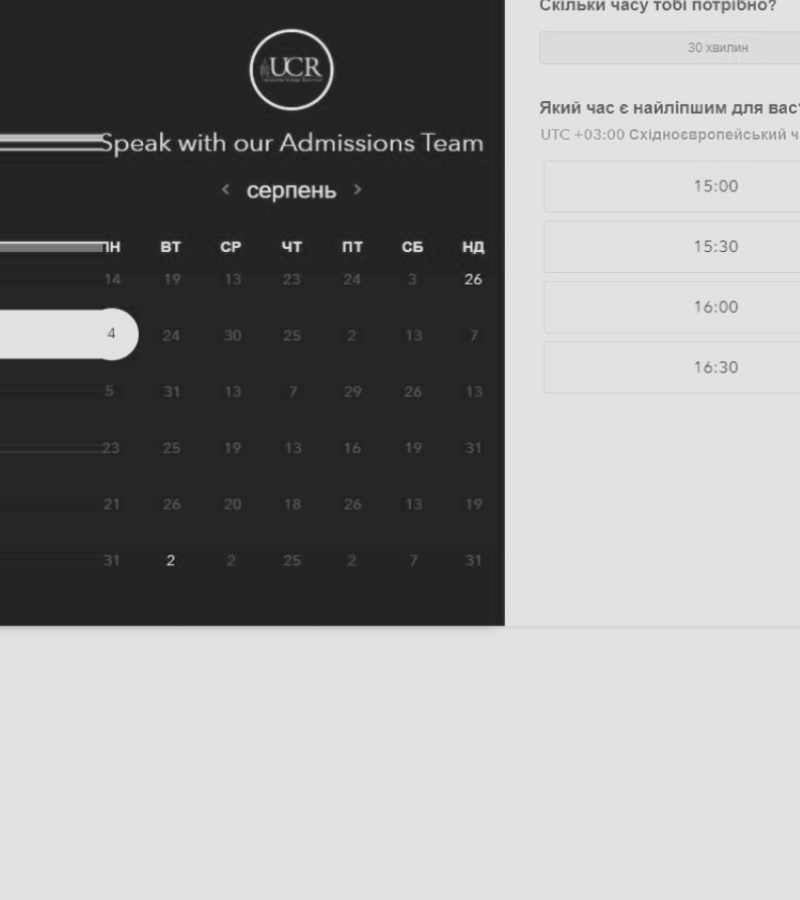 UCR
Speak with our Admissions Team
‹ серпень ›
ПН ВТ СР ЧТ ПТ СБ НД
14 19 13 23 24 3 26
4 24 30 25 2 13 7
5 31 13 7 29 26 13
23 25 19 13 16 19 31
21 26 20 18 26 13 19
31 2 2 25 2 7 31
Скільки часу тобі потрібно?
30 хвилин
Який час є найліпшим для вас
UTC +03:00 Східноєвропейський ч
15:00
15:30
16:00
16:30